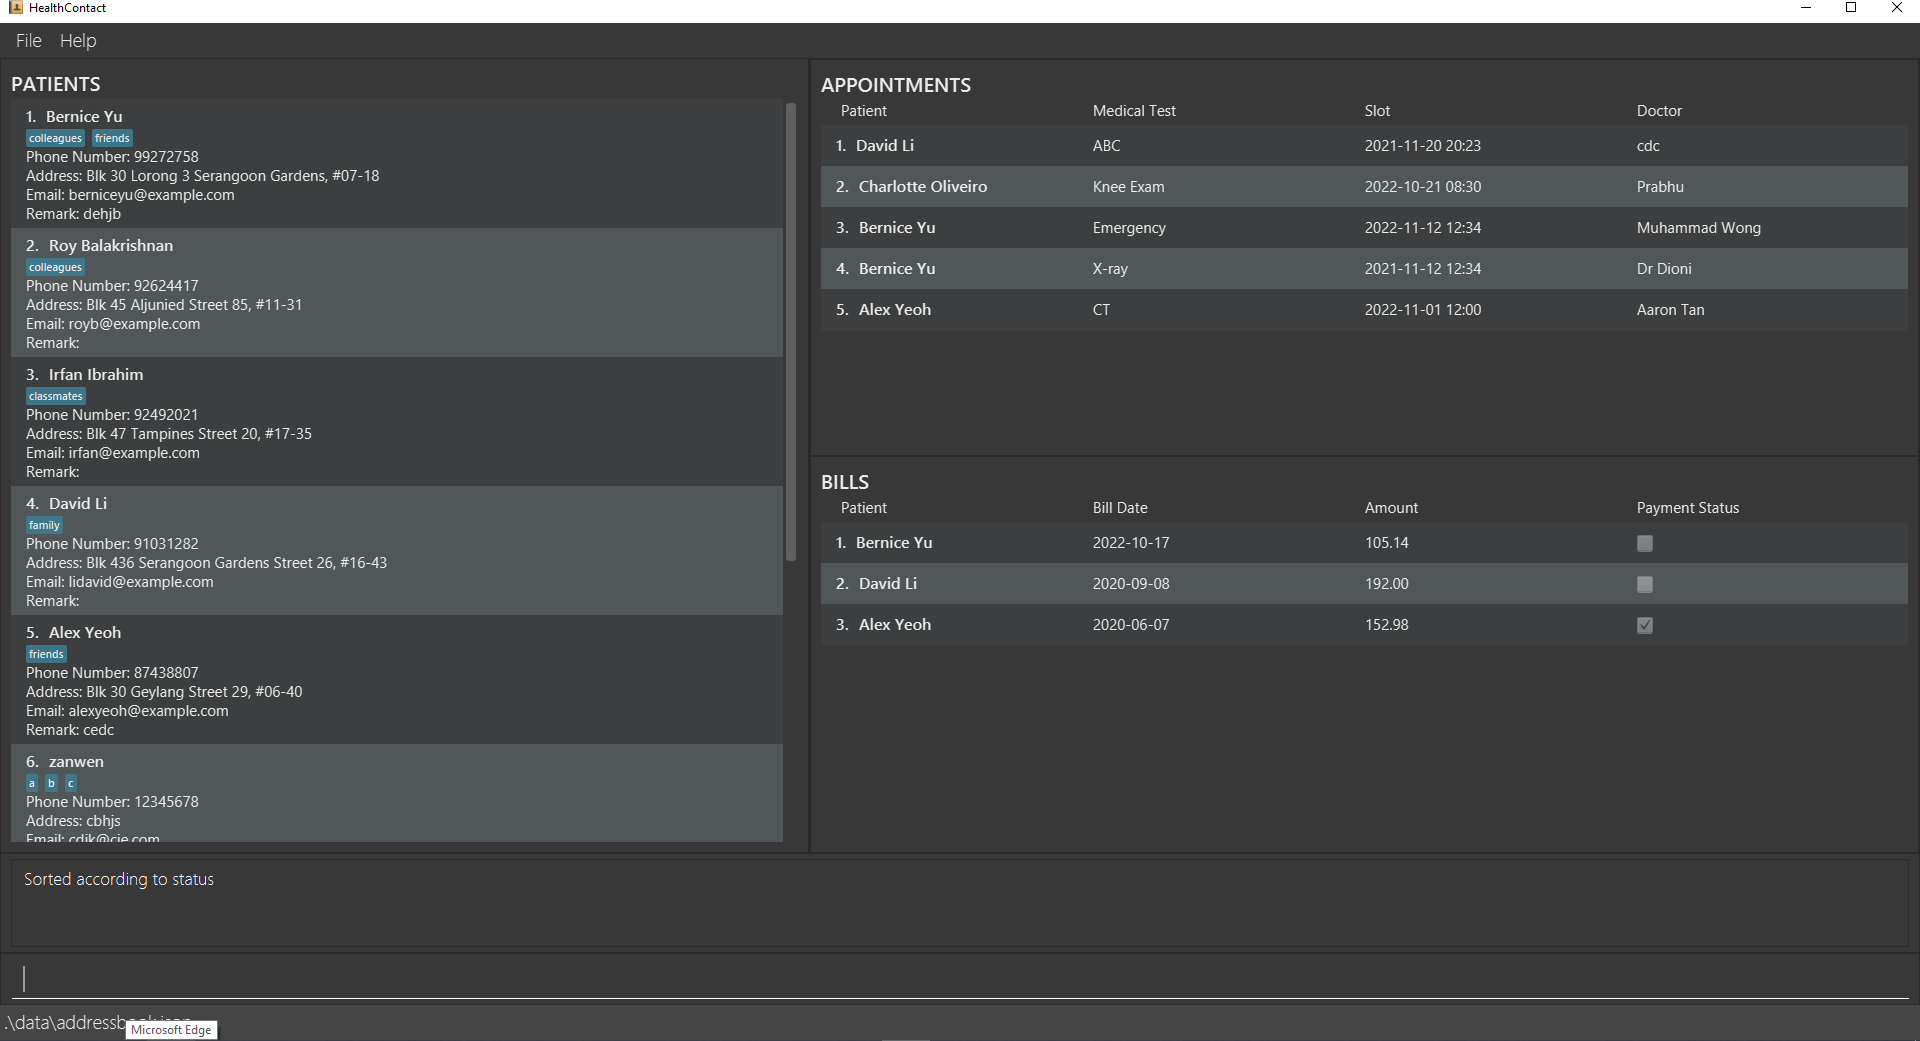 HealthContact
File Help
PATIENTS
1. Bernice Yu
colleagues friends
Phone Number: 99272758
Address: Blk 30 Lorong 3 Serangoon Gardens, #07-18
Email: berniceyu@example.com
Remark: dehjb
2. Roy Balakrishnan
colleagues
Phone Number: 92624417
Address: Blk 45 Aljunied Street 85, #11-31
Email: royb@example.com
Remark:
3. Irfan Ibrahim
classmates
Phone Number: 92492021
Address: Blk 47 Tampines Street 20, #17-35
Email: irfan@example.com
Remark:
4. David Li
family
Phone Number: 91031282
Address: Blk 436 Serangoon Gardens Street 26, #16-43
Email: lidavid@example.com
Remark:
5. Alex Yeoh
friends
Phone Number: 87438807
Address: Blk 30 Geylang Street 29, #06-40
Email: alexyeoh@example.com
Remark: cedc
6. zanwen
a b c
Phone Number: 12345678
Address: cbhjs
Email: cdjk@cje.com
APPOINTMENTS
Patient Medical Test Slot Doctor
1. David Li ABC 2021-11-20 20:23 cdc
2. Charlotte Oliveiro Knee Exam 2022-10-21 08:30 Prabhu
3. Bernice Yu Emergency 2022-11-12 12:34 Muhammad Wong
4. Bernice Yu X-ray 2021-11-12 12:34 Dr Dioni
5. Alex Yeoh CT 2022-11-01 12:00 Aaron Tan
BILLS
Patient Bill Date Amount Payment Status
1. Bernice Yu 2022-10-17 105.14
2. David Li 2020-09-08 192.00
3. Alex Yeoh 2020-06-07 152.98
Sorted according to status
.\data\addressbook.json
Microsoft Edge